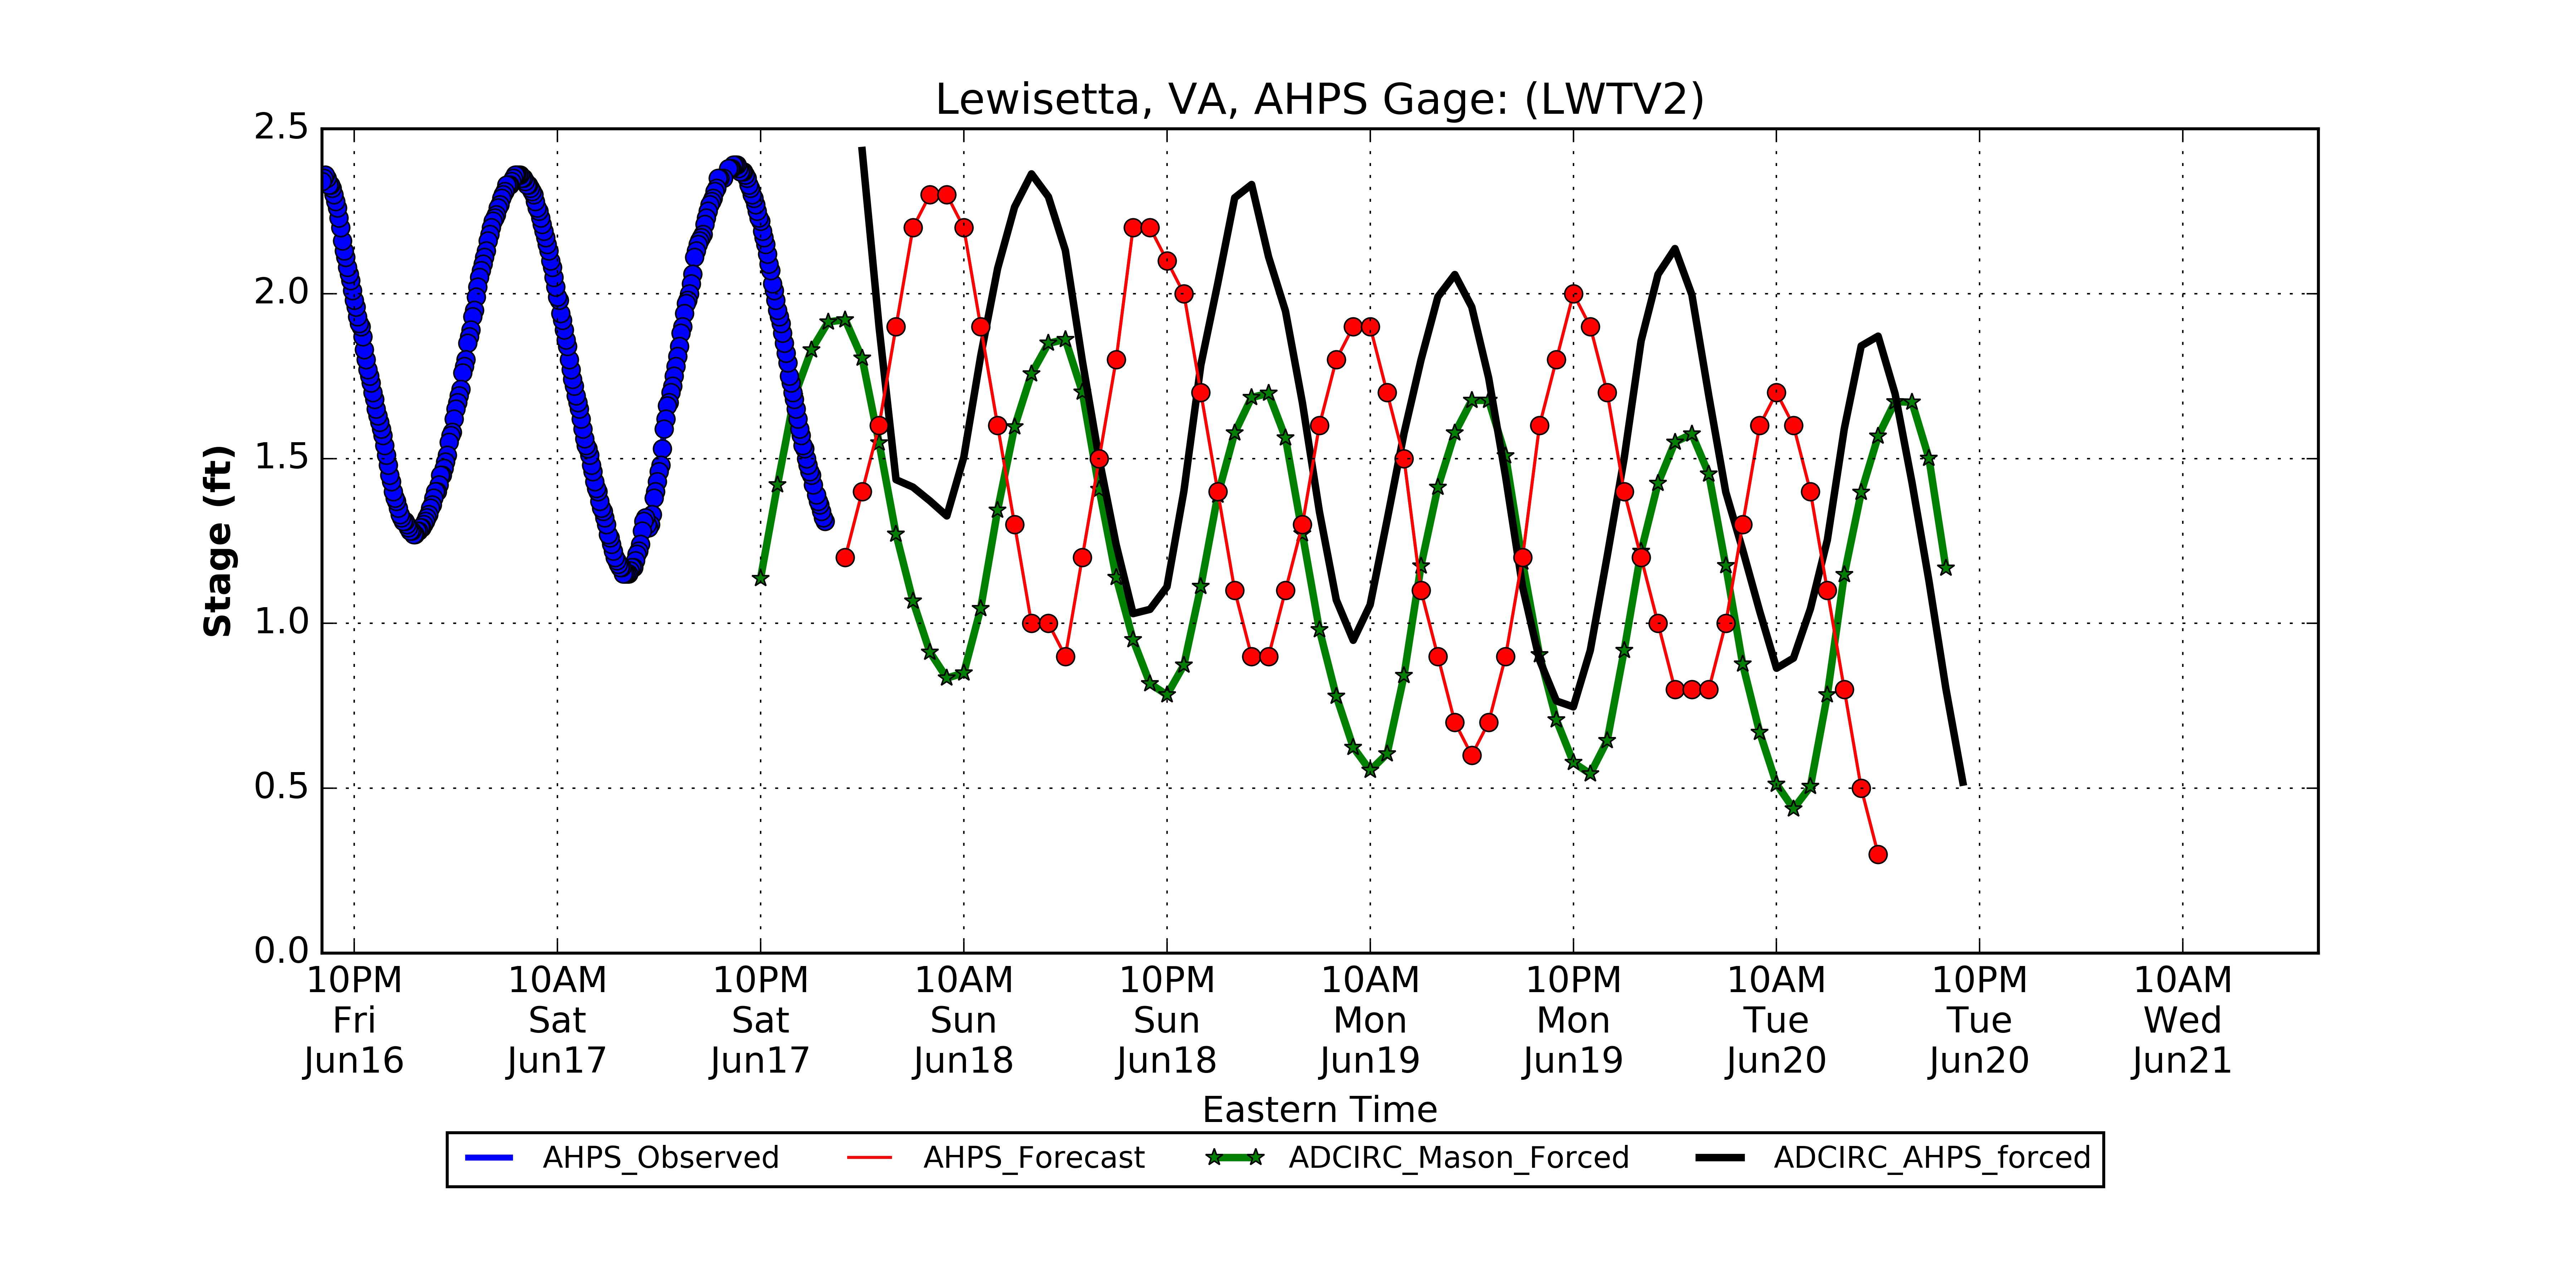 Lewisetta, VA, AHPS Gage: (LWTV2)
Stage (ft)
2.5
2.0
1.5
1.0
0.5
0.0
10PM 10AM 10PM 10AM 10PM 10AM 10PM 10AM 10PM 10AM
Fri Sat Sat Sun Sun Mon Mon Tue Tue Wed
Jun16 Jun17 Jun17 Jun18 Jun18 Jun19 Jun19 Jun20 Jun20 Jun21
Eastern Time
AHPS_Observed AHPS_Forecast ADCIRC_Mason_Forced ADCIRC_AHPS_forced